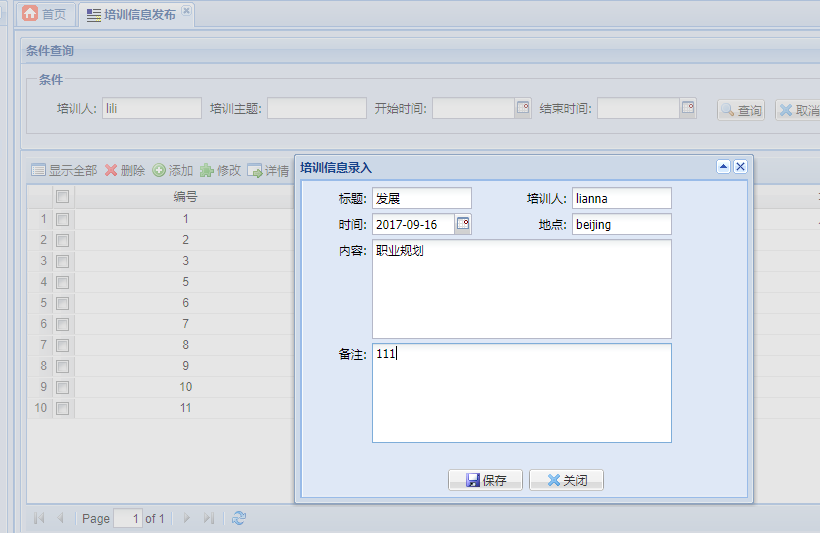 首页 培训信息发布
条件查询
条件
培训人: lili 培训主题: 开始时间: 结束时间: 查询 取消
显示全部 删除 添加 修改 详情
培训信息录入
标题: 发展 培训人: lianna
时间: 2017-09-16 地点: beijing
内容: 职业规划
备注: 111
保存 关闭
编号
1 1
2 2
3 3
4 5
5 6
6 7
7 8
8 9
9 10
10 11
Page 1 of 1